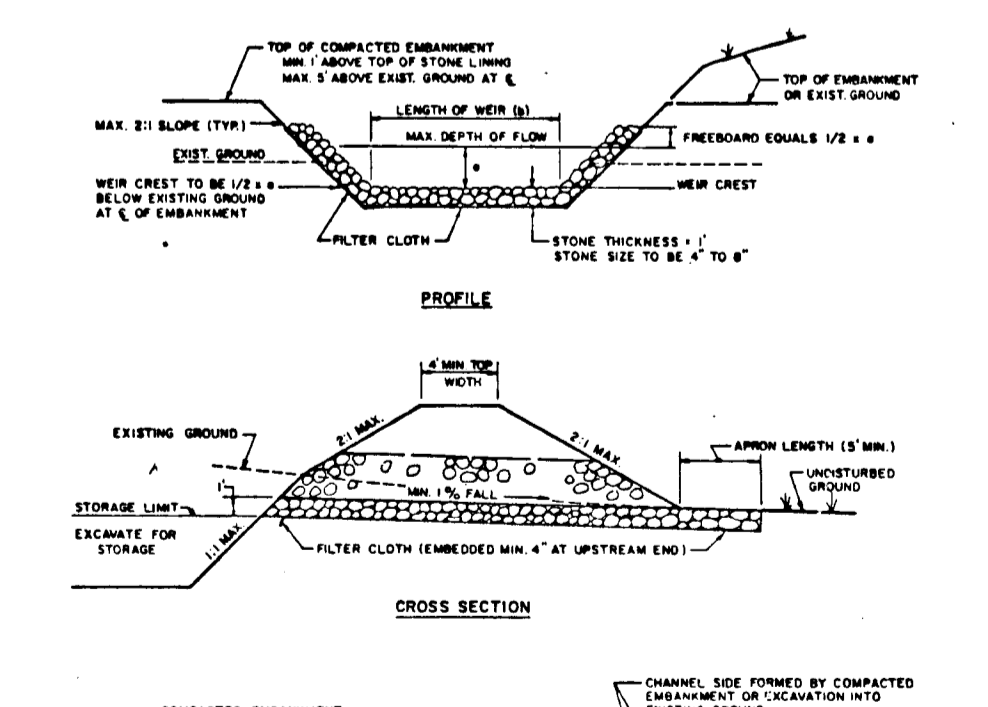 TOP OF COMPACTED EMBANKMENT
MIN. 1' ABOVE TOP OF STONE LINING
MAX. 5' ABOVE EXIST. GROUND AT ℄
LENGTH OF WEIR (b)
TOP OF EMBANKMENT
OR EXIST. GROUND
MAX. 2:1 SLOPE (TYP.)
MAX. DEPTH OF FLOW
FREEBOARD EQUALS 1/2 x a
EXIST. GROUND
a
WEIR CREST TO BE 1/2 x a
BELOW EXISTING GROUND
AT ℄ OF EMBANKMENT
WEIR CREST
FILTER CLOTH
STONE THICKNESS = 1'
STONE SIZE TO BE 4" TO 8"
PROFILE
4' MIN TOP
WIDTH
2:1 MAX.
2:1 MAX.
EXISTING GROUND
APRON LENGTH (5' MIN.)
UNDISTURBED
GROUND
1'
MIN. 1% FALL
STORAGE LIMIT
EXCAVATE FOR
STORAGE
1:1 MAX.
FILTER CLOTH (EMBEDDED MIN. 4" AT UPSTREAM END)
CROSS SECTION
CHANNEL SIDE FORMED BY COMPACTED
EMBANKMENT OR EXCAVATION INTO